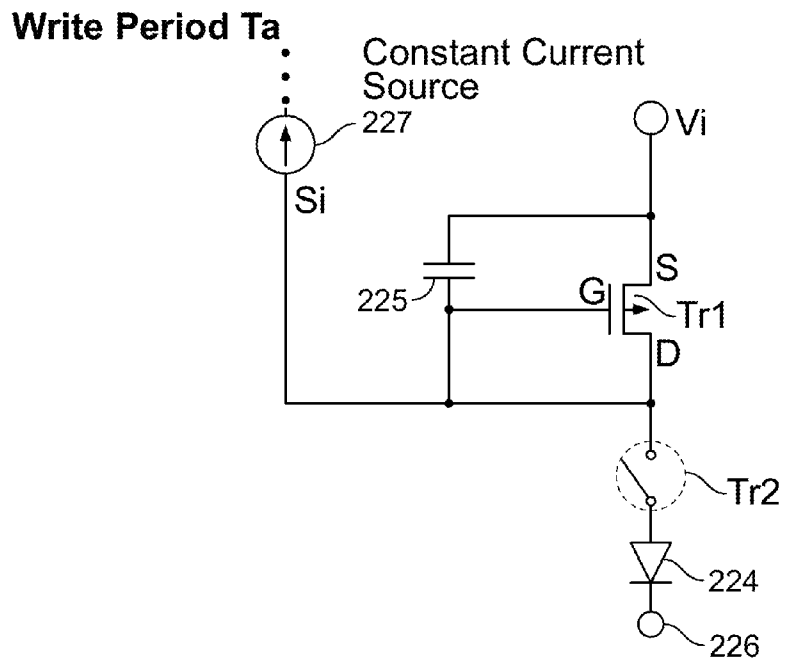 Write Period Ta
Constant Current
Source
227
Vi
Si
S
225
G
Tr1
D
Tr2
224
226